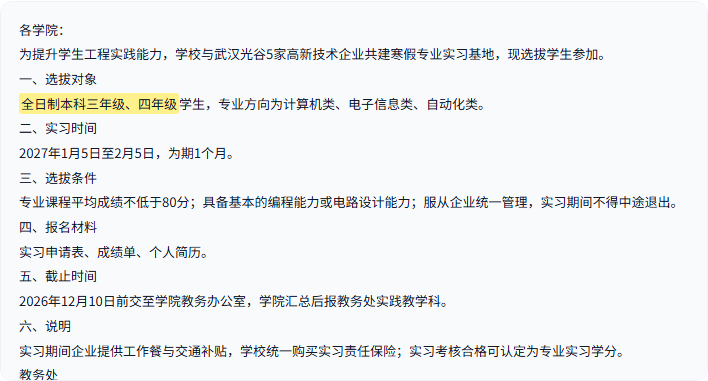 各学院：
为提升学生工程实践能力，学校与武汉光谷5家高新技术企业共建寒假专业实习基地，现选拔学生参加。
一、选拔对象
全日制本科三年级、四年级学生，专业方向为计算机类、电子信息类、自动化类。
二、实习时间
2027年1月5日至2月5日，为期1个月。
三、选拔条件
专业课程平均成绩不低于80分；具备基本的编程能力或电路设计能力；服从企业统一管理，实习期间不得中途退出。
四、报名材料
实习申请表、成绩单、个人简历。
五、截止时间
2026年12月10日前交至学院教务办公室，学院汇总后报教务处实践教学科。
六、说明
实习期间企业提供工作餐与交通补贴，学校统一购买实习责任保险；实习考核合格可认定为专业实习学分。
教务处